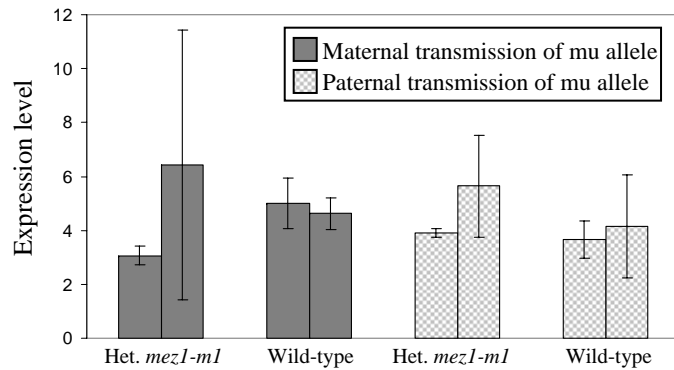 12
10
8
6
4
2
0
Expression level
Maternal transmission of mu allele
Paternal transmission of mu allele
Het. mez1-m1 Wild-type Het. mez1-m1 Wild-type